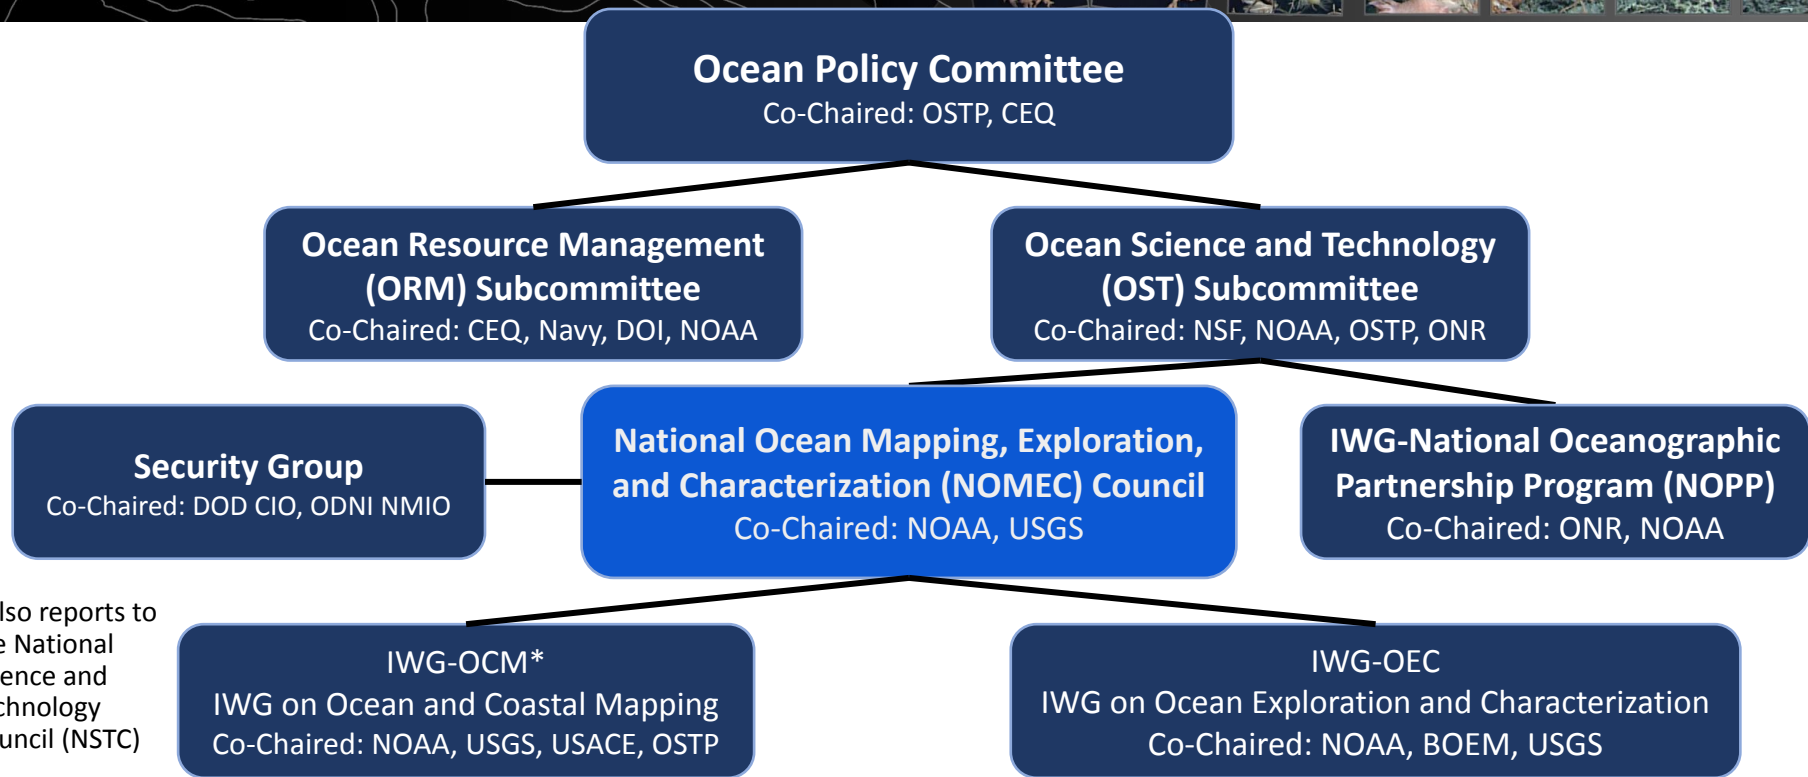 Ocean Policy Committee
Co-Chaired: OSTP, CEQ
Ocean Resource Management
(ORM) Subcommittee
Co-Chaired: CEQ, Navy, DOI, NOAA
Ocean Science and Technology
(OST) Subcommittee
Co-Chaired: NSF, NOAA, OSTP, ONR
Security Group
Co-Chaired: DOD CIO, ODNI NMIO
National Ocean Mapping, Exploration,
and Characterization (NOMEC) Council
Co-Chaired: NOAA, USGS
IWG-National Oceanographic
Partnership Program (NOPP)
Co-Chaired: ONR, NOAA
reports to
National
and
(NSTC)
IWG-OCM*
IWG on Ocean and Coastal Mapping
Co-Chaired: NOAA, USGS, USACE, OSTP
IWG-OEC
IWG on Ocean Exploration and Characterization
Co-Chaired: NOAA, BOEM, USGS